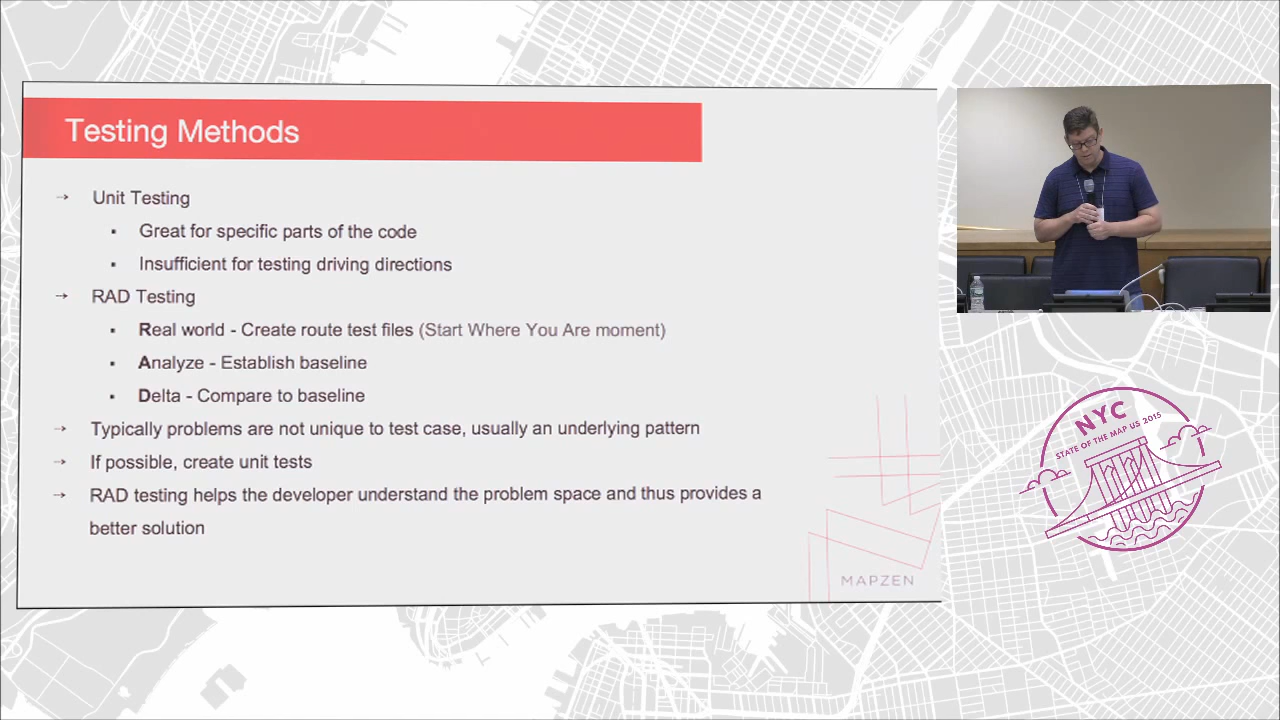 Testing Methods
→ Unit Testing
▪ Great for specific parts of the code
▪ Insufficient for testing driving directions
→ RAD Testing
▪ Real world - Create route test files (Start Where You Are moment)
▪ Analyze - Establish baseline
▪ Delta - Compare to baseline
→ Typically problems are not unique to test case, usually an underlying pattern
→ If possible, create unit tests
→ RAD testing helps the developer understand the problem space and thus provides a
better solution
MAPZEN
NYC
STATE OF THE MAP US 2015